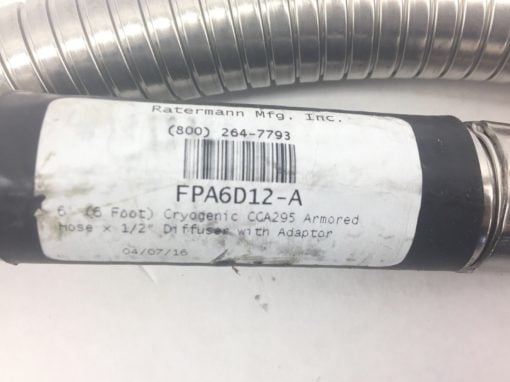 Ratermann Mfg. Inc.
(800) 264-7793
FPA6D12-A
6' (6 Foot) Cryogenic CGA295 Armored
Hose x 1/2" Diffuser with Adaptor
04/07/16